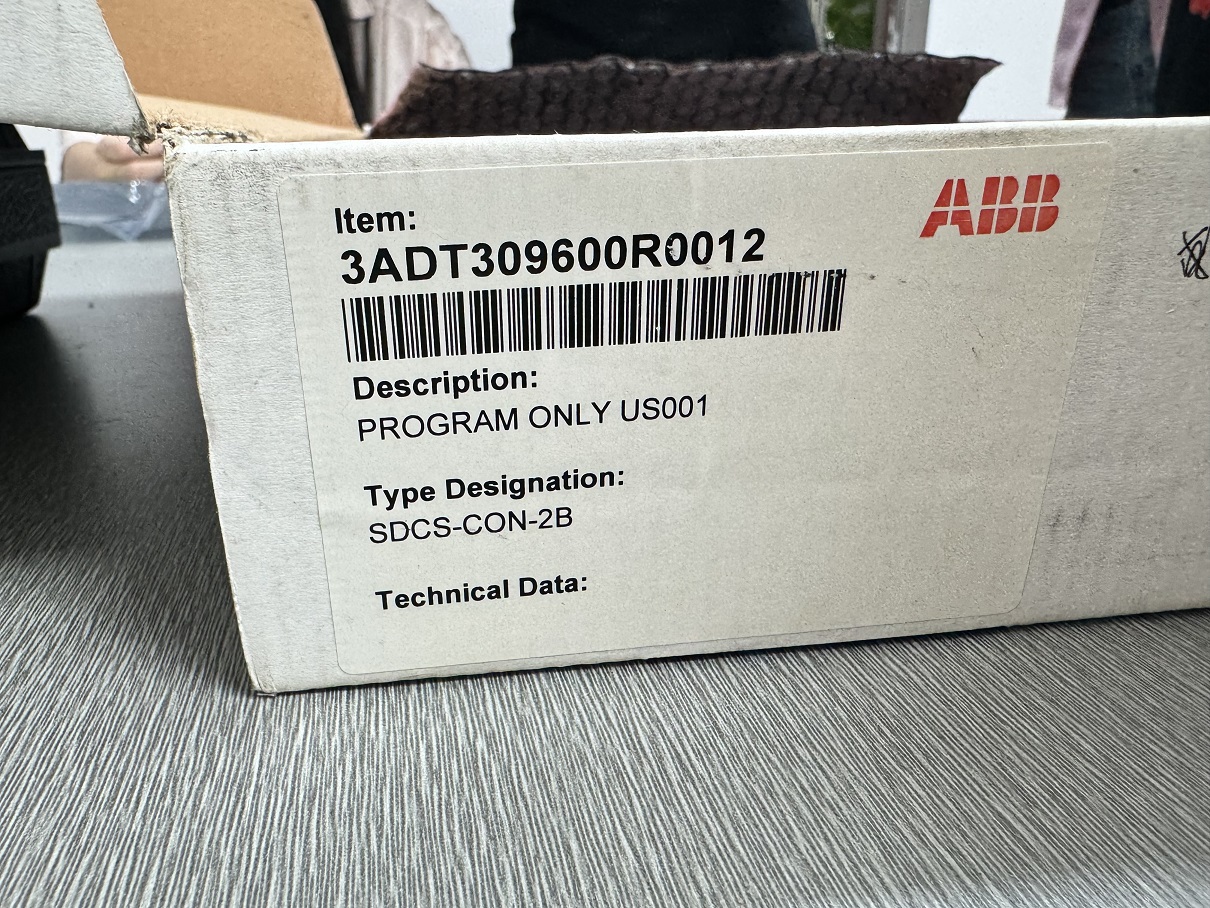 ABB
Item:
3ADT309600R0012
Description:
PROGRAM ONLY US001
Type Designation:
SDCS-CON-2B
Technical Data: